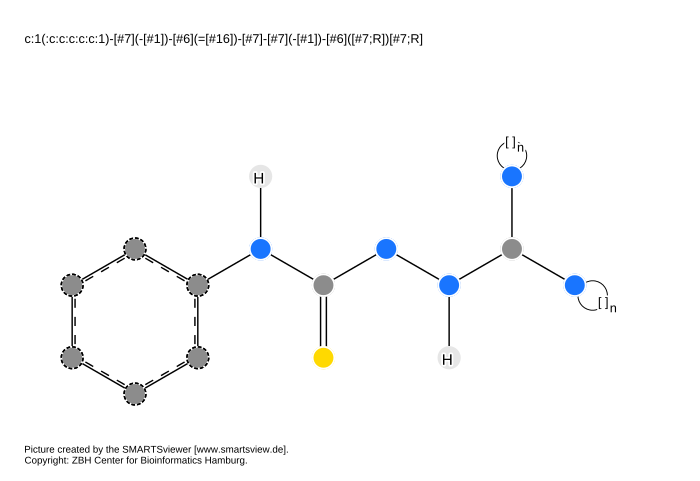 c:1(:c:c:c:c:c:1)-[#7](-[#1])-[#6](=[#16])-[#7]-[#7](-[#1])-[#6]([#7;R])[#7;R]
[ ]n
H
[ ]n
H
Picture created by the SMARTSviewer [www.smartsview.de].
Copyright: ZBH Center for Bioinformatics Hamburg.